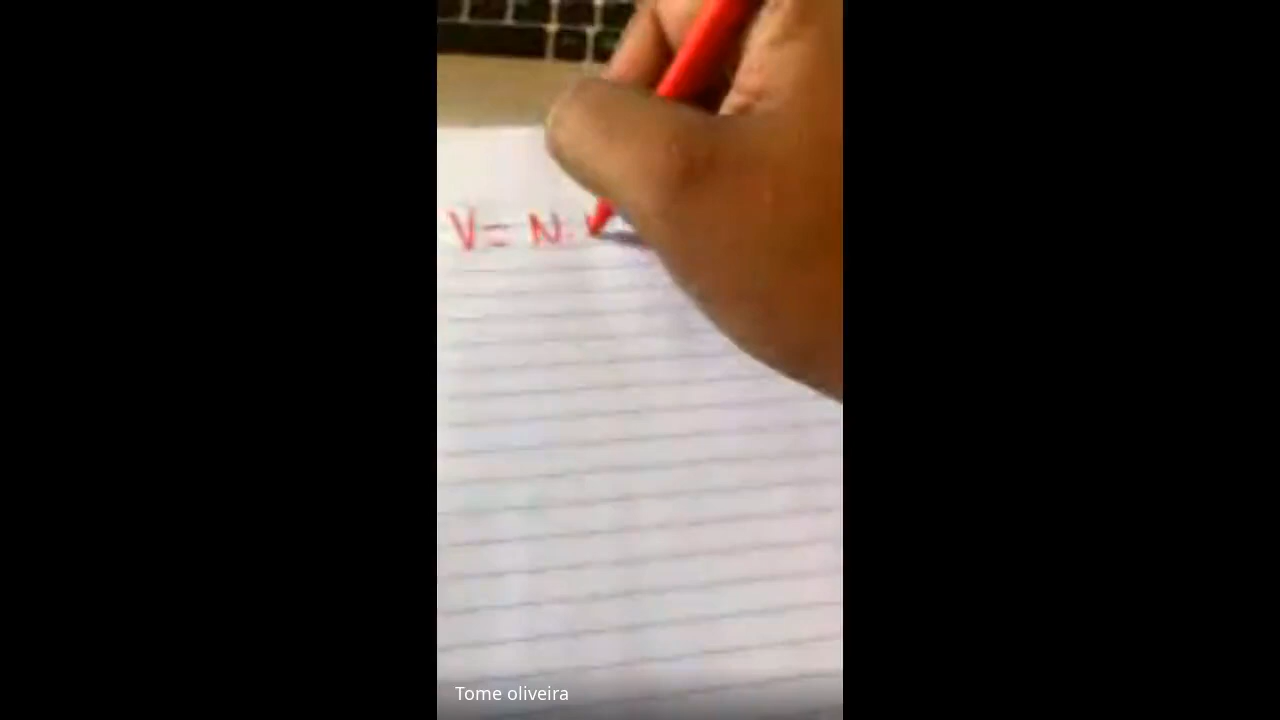 V = N.
Tome oliveira